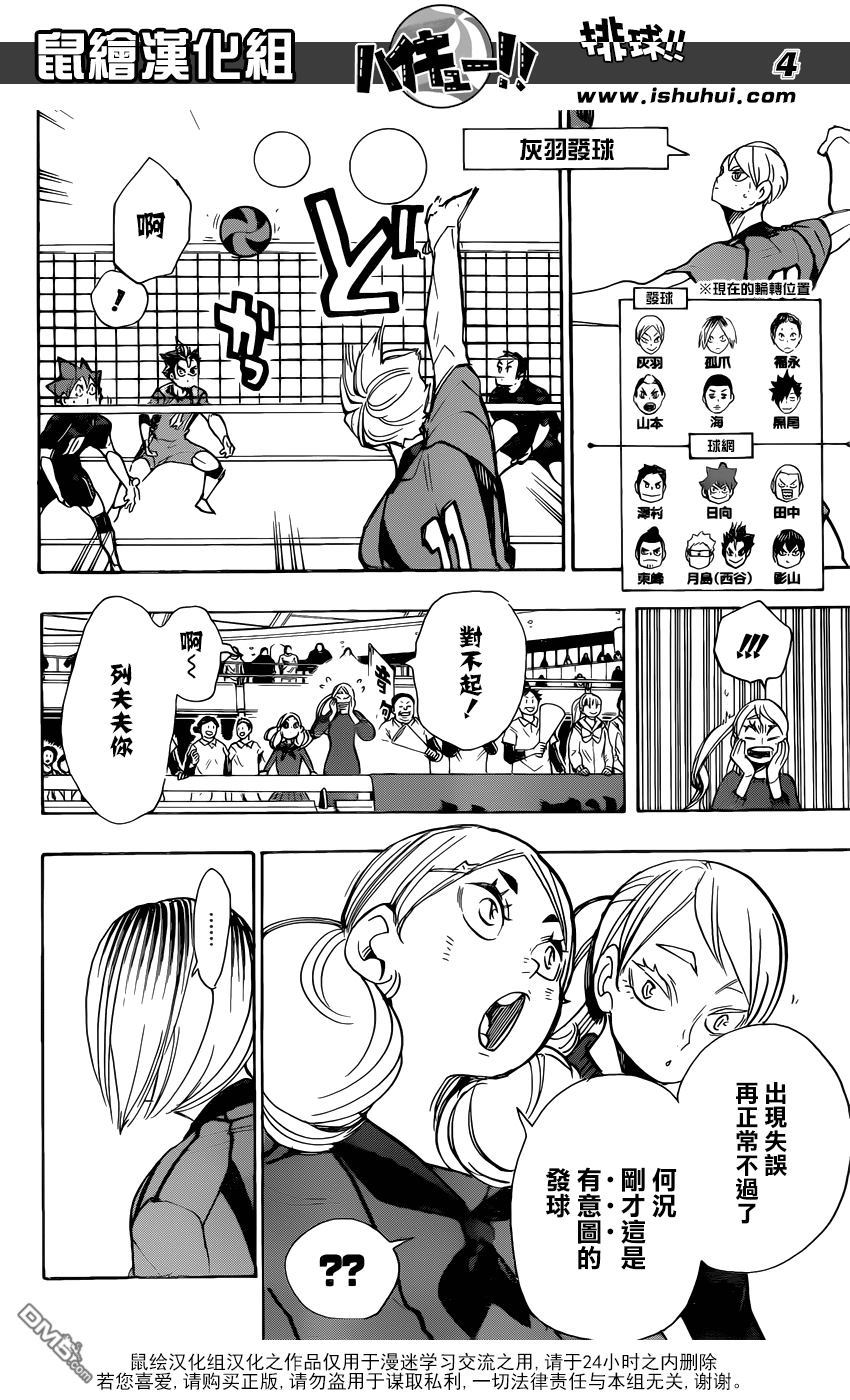 鼠繪漢化組
ハイキュー!!
排球!!
4
www.ishuhui.com
灰羽發球
※現在的輪轉位置
發球
灰羽
孤爪
福永
山本
海
黑尾
球網
澤村
日向
田中
東峰
月島(西谷)
影山
ど
かっ
啊
!
!!!
對不起!
啊～
列夫夫你
出現失誤
再正常不過了
何況
剛才這是
有意圖的
發球
??
……
DM5.com
鼠绘汉化组汉化之作品仅用于漫迷学习交流之用, 请于24小时之内删除
若您喜爱, 请购买正版, 请勿盗用于谋取私利, 一切法律责任与本组无关, 谢谢。